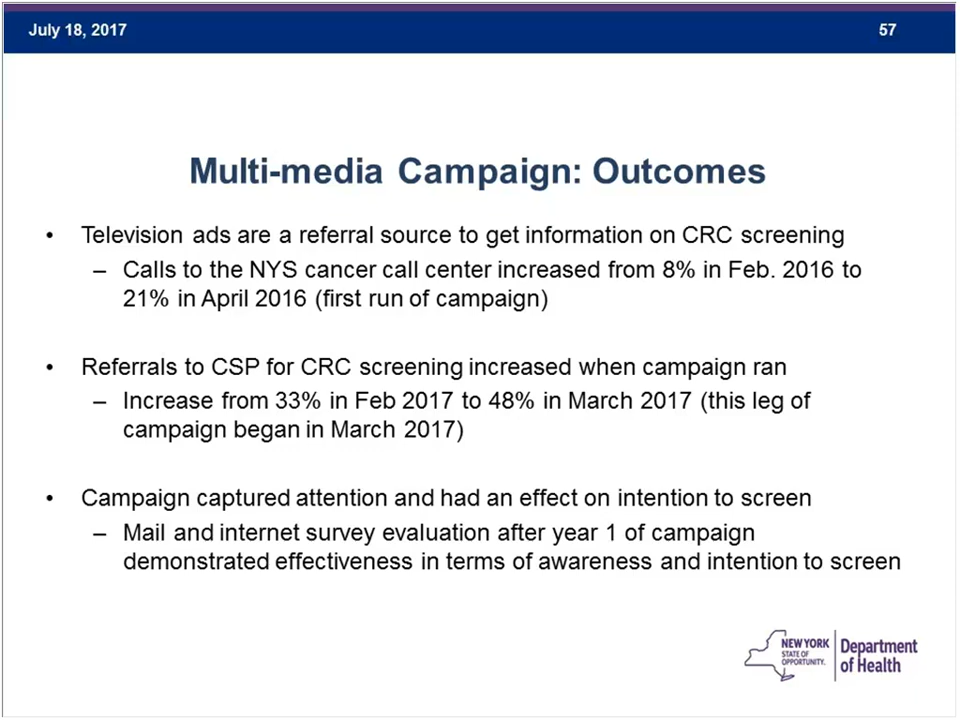 July 18, 2017 57
Multi-media Campaign: Outcomes
• Television ads are a referral source to get information on CRC screening
– Calls to the NYS cancer call center increased from 8% in Feb. 2016 to
21% in April 2016 (first run of campaign)
• Referrals to CSP for CRC screening increased when campaign ran
– Increase from 33% in Feb 2017 to 48% in March 2017 (this leg of
campaign began in March 2017)
• Campaign captured attention and had an effect on intention to screen
– Mail and internet survey evaluation after year 1 of campaign
demonstrated effectiveness in terms of awareness and intention to screen
NEW YORK
STATE OF
OPPORTUNITY.
Department
of Health